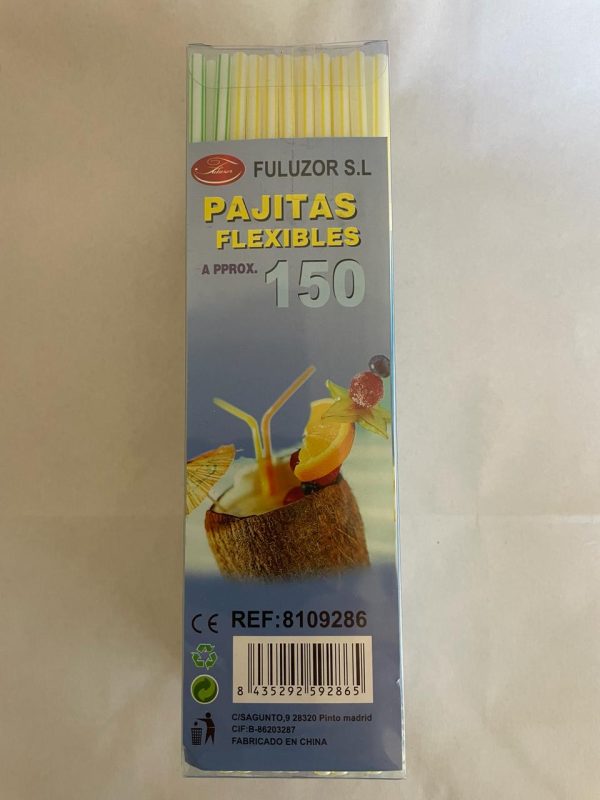 Fuluzor
FULUZOR S.L
PAJITAS
FLEXIBLES
A PPROX. 150
CE
REF:8109286
8 435292 592865
C/SAGUNTO,9 28320 Pinto madrid
CIF:B-86203287
FABRICADO EN CHINA